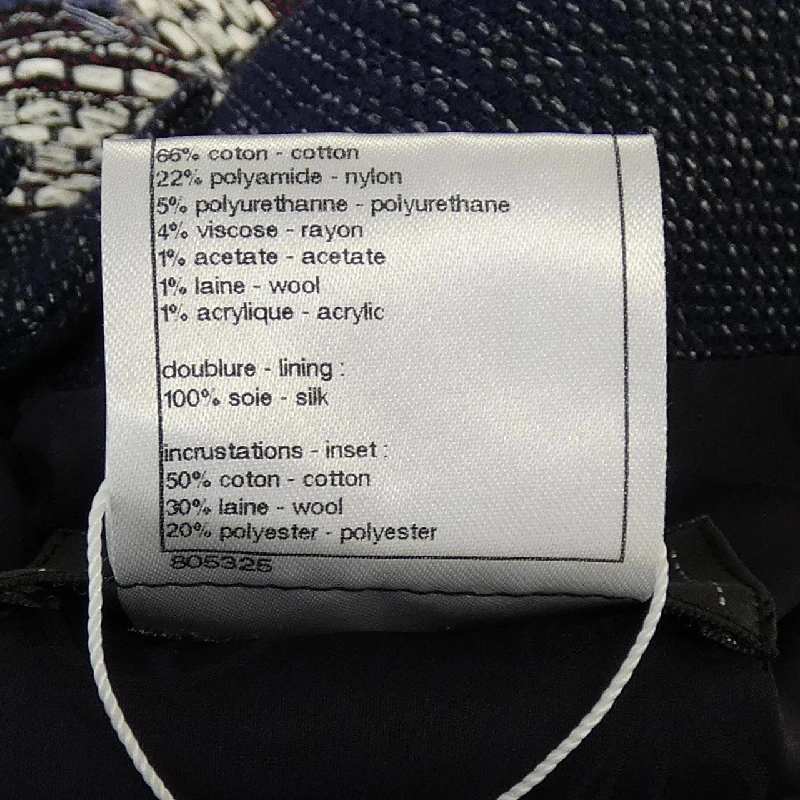 66% coton - cotton
22% polyamide - nylon
5% polyurethanne - polyurethane
4% viscose - rayon
1% acetate - acetate
1% laine - wool
1% acrylique - acrylic
doublure - lining :
100% soie - silk
incrustations - inset :
50% coton - cotton
30% laine - wool
20% polyester - polyester
805325